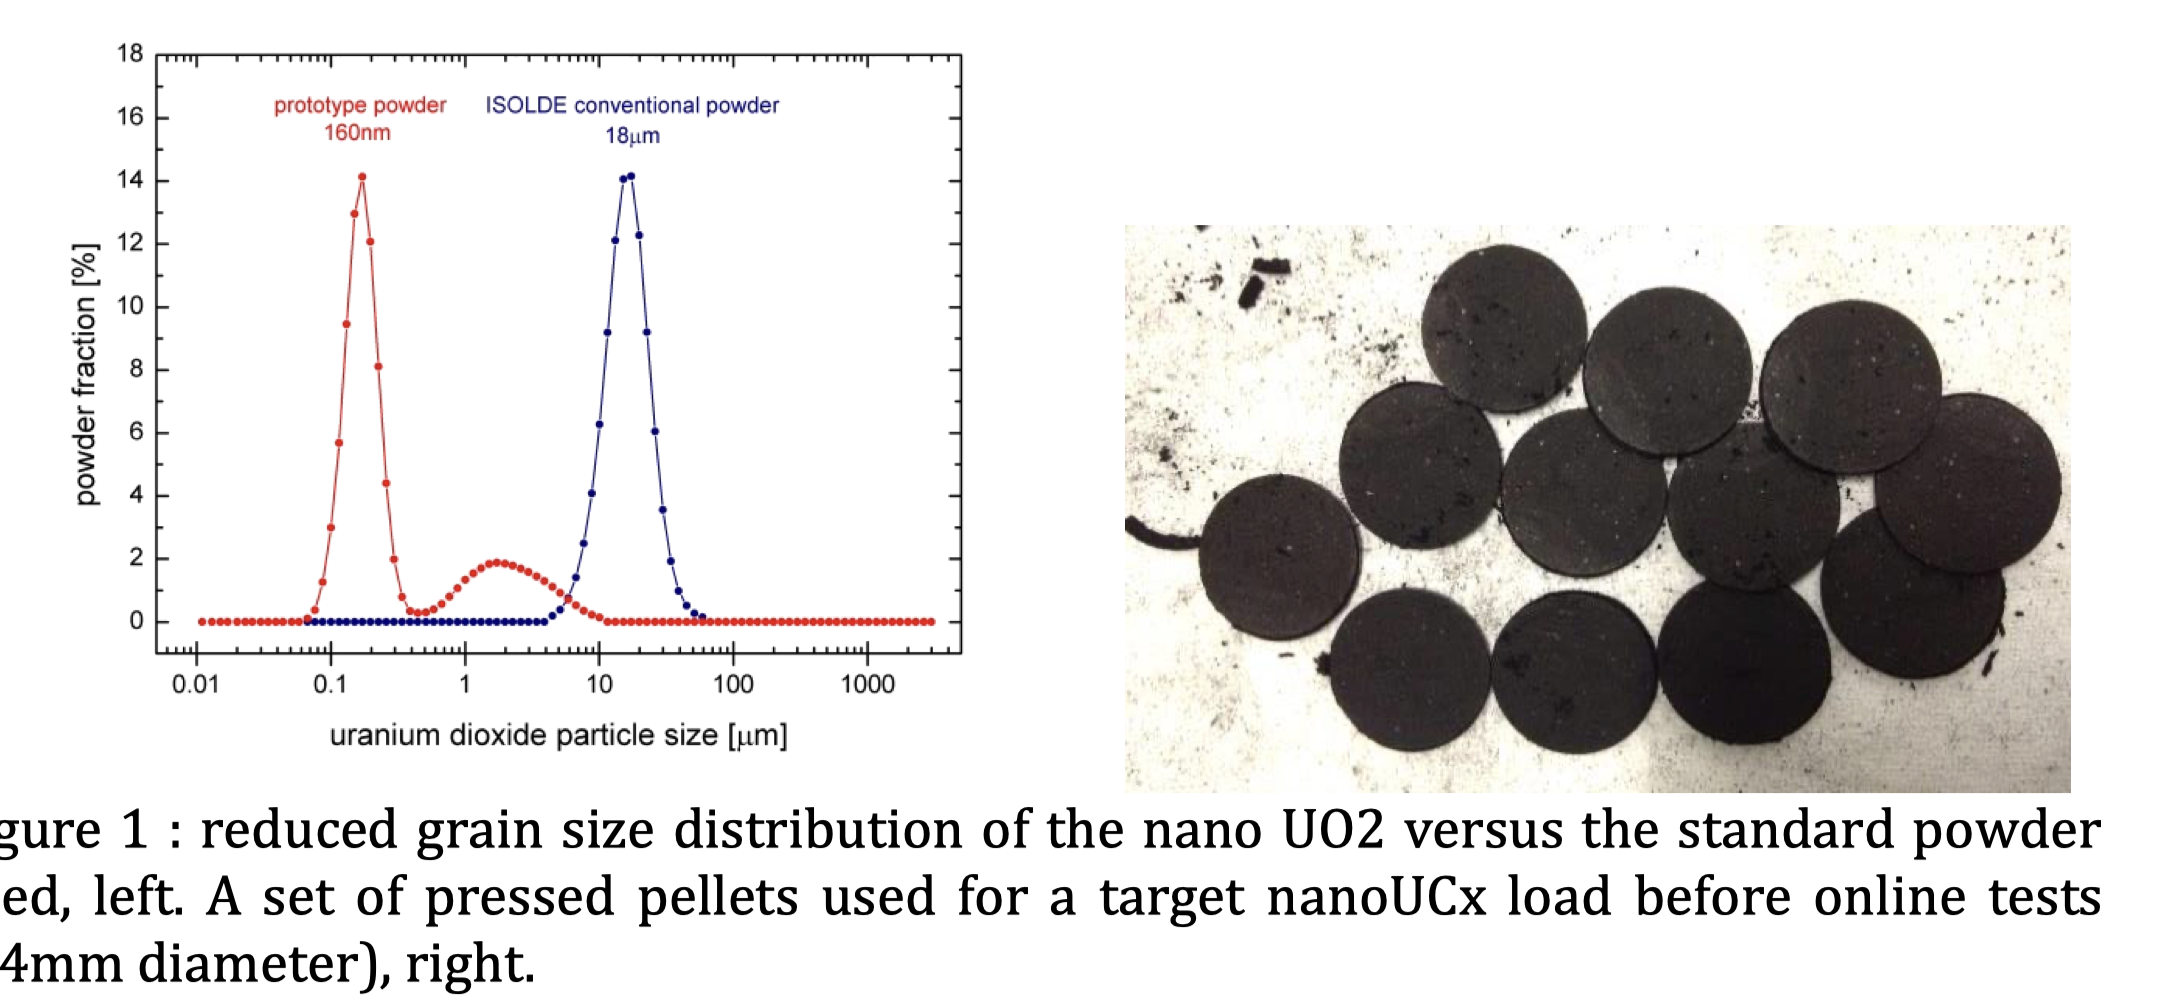 18
16
14
12
10
8
6
4
2
0
powder fraction [%]
prototype powder
160nm
ISOLDE conventional powder
18μm
0.01 0.1 1 10 100 1000
uranium dioxide particle size [μm]
gure 1 : reduced grain size distribution of the nano UO2 versus the standard powder
ed, left. A set of pressed pellets used for a target nanoUCx load before online tests
4mm diameter), right.